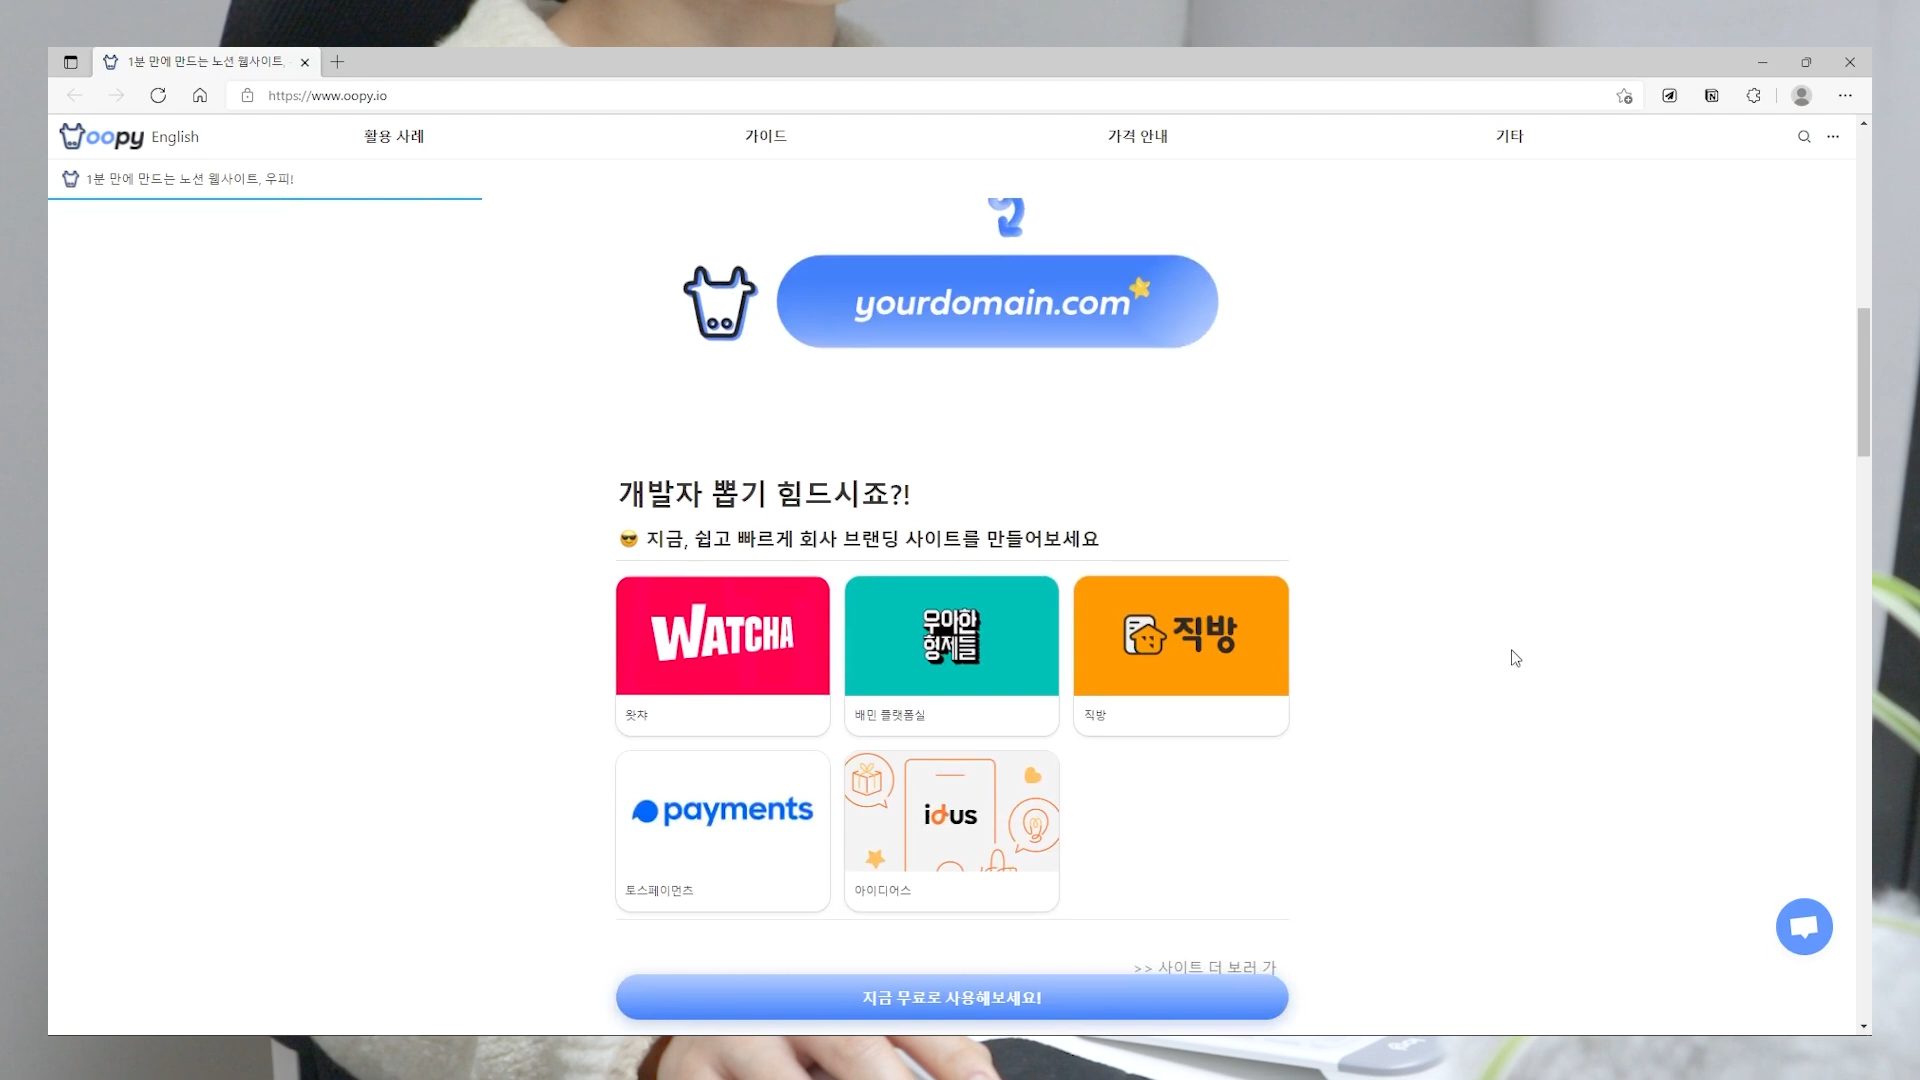 1분 만에 만드는 노션 웹사이트,
https://www.oopy.io
oopy English 활용 사례 가이드 가격 안내 기타
1분 만에 만드는 노션 웹사이트, 우피!
yourdomain.com
개발자 뽑기 힘드시죠?!
😎 지금, 쉽고 빠르게 회사 브랜딩 사이트를 만들어보세요
WATCHA
우아한
형제들
직방
왓챠
배민 플랫폼실
직방
payments
idus
토스페이먼츠
아이디어스
>> 사이트 더 보러 가
지금 무료로 사용해보세요!